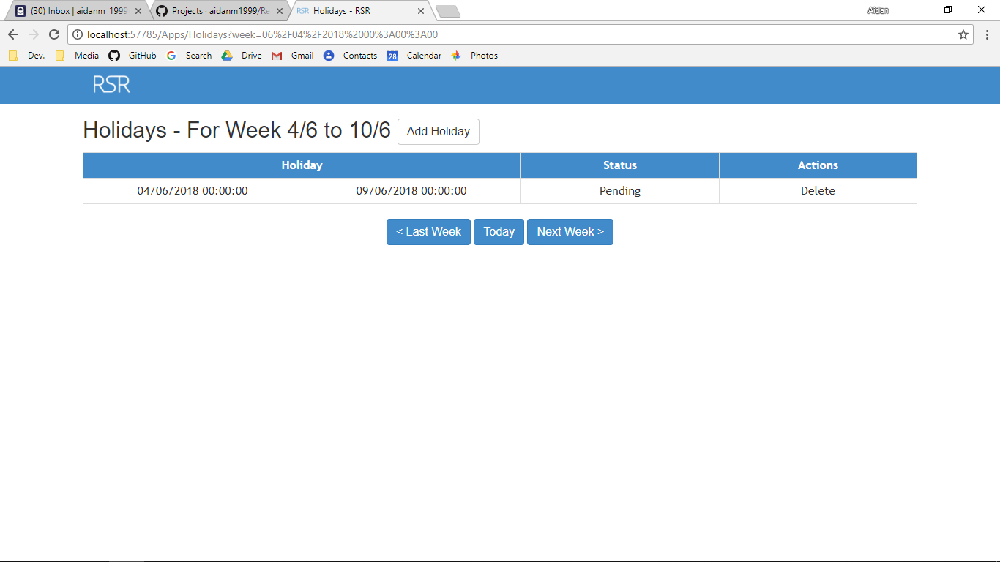 (30) Inbox | aidanm_1999 Projects · aidanm1999/Re RSR Holidays - RSR Aidan
localhost:57785/Apps/Holidays?week=06%2F04%2F2018%2000%3A00%3A00
Dev. Media GitHub Search Drive Gmail 28 Contacts Calendar Photos
RSR
Holidays - For Week 4/6 to 10/6 Add Holiday
Holiday Status Actions
04/06/2018 00:00:00 09/06/2018 00:00:00 Pending Delete
< Last Week Today Next Week >